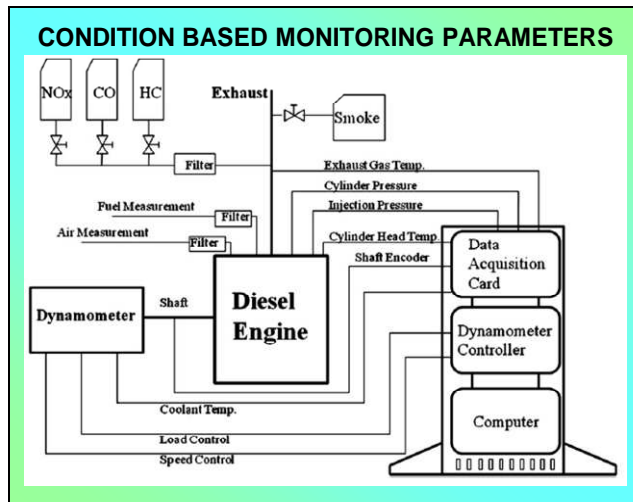 CONDITION BASED MONITORING PARAMETERS
NOx
CO
HC
Exhaust
Smoke
Filter
Exhaust Gas Temp.
Cylinder Pressure
Fuel Measurement
Filter
Injection Pressure
Air Measurement
Filter
Cylinder Head Temp.
Shaft Encoder
Data
Acquisition
Card
Shaft
Dynamometer
Diesel
Engine
Dynamometer
Controller
Coolant Temp.
Computer
Load Control
Speed Control